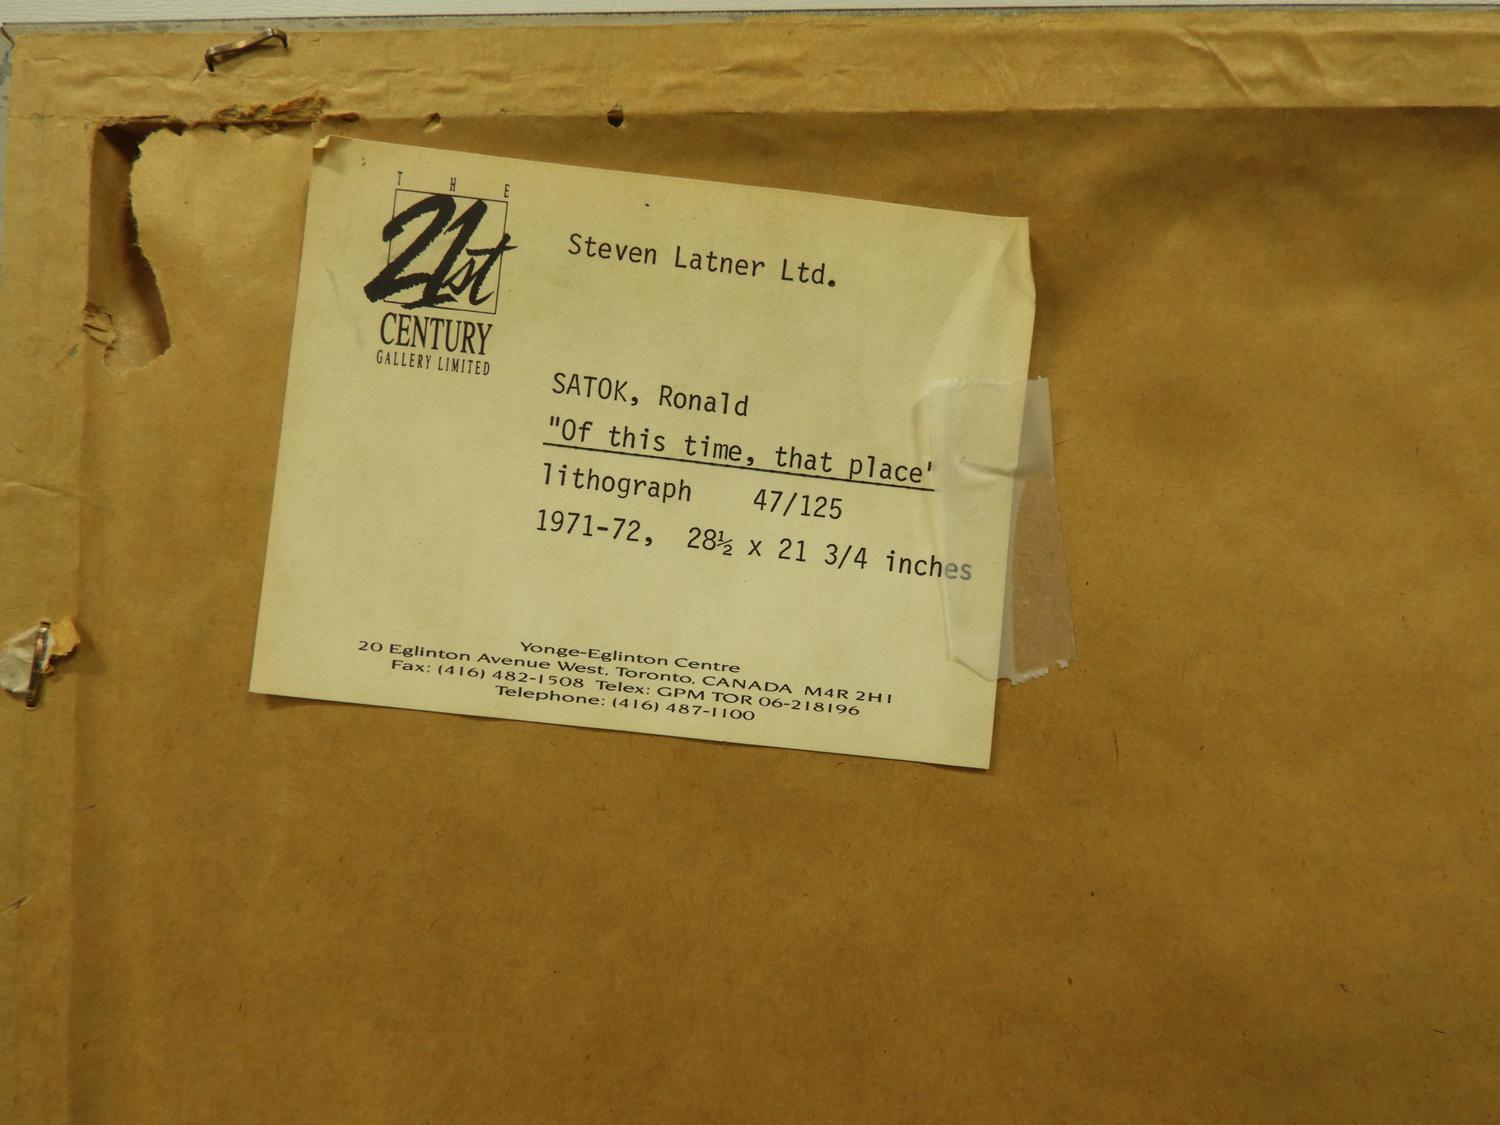 THE
21st
CENTURY
GALLERY LIMITED
Steven Latner Ltd.
SATOK, Ronald
"Of this time, that place'
lithograph 47/125
1971-72, 28½ x 21 3/4 inches
Yonge-Eglinton Centre
20 Eglinton Avenue West, Toronto, CANADA M4R 2H1
Fax: (416) 482-1508 Telex: GPM TOR 06-218196
Telephone: (416) 487-1100